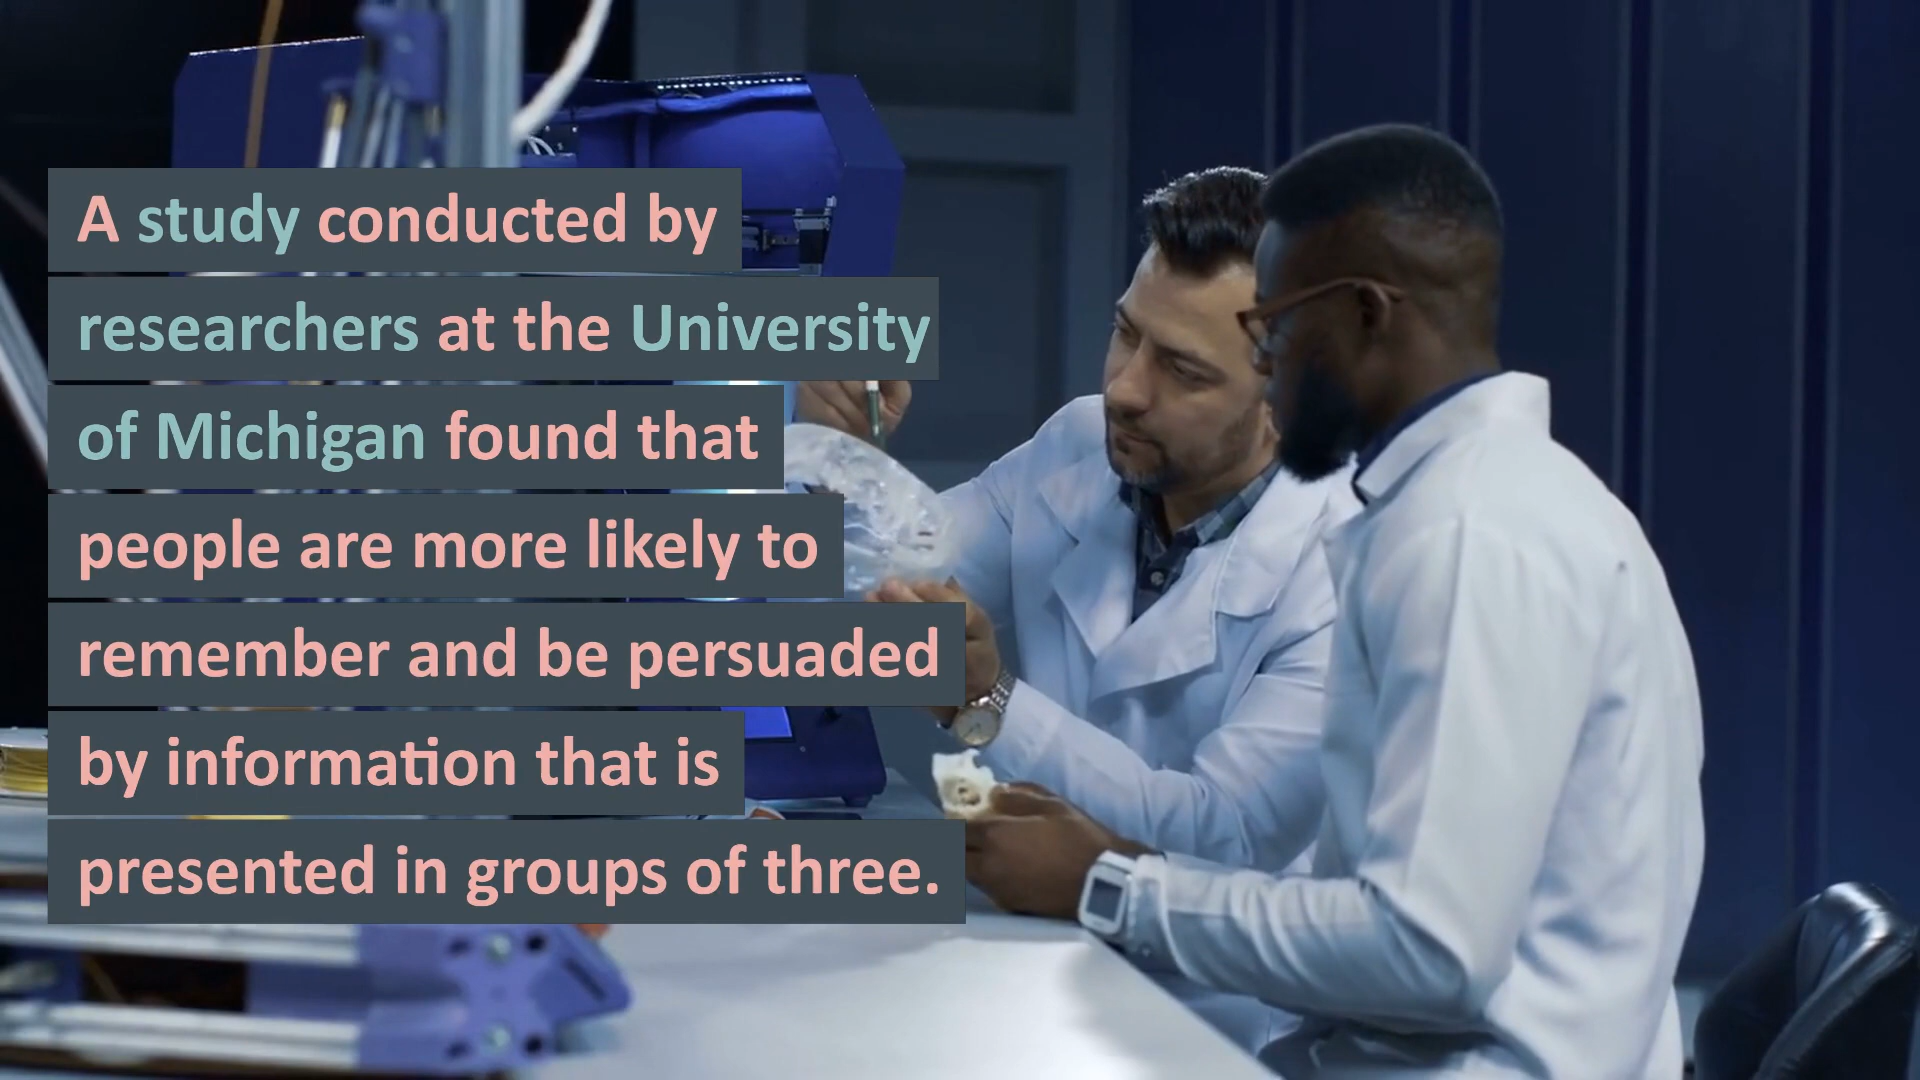 A study conducted by
researchers at the University
of Michigan found that
people are more likely to
remember and be persuaded
by information that is
presented in groups of three.